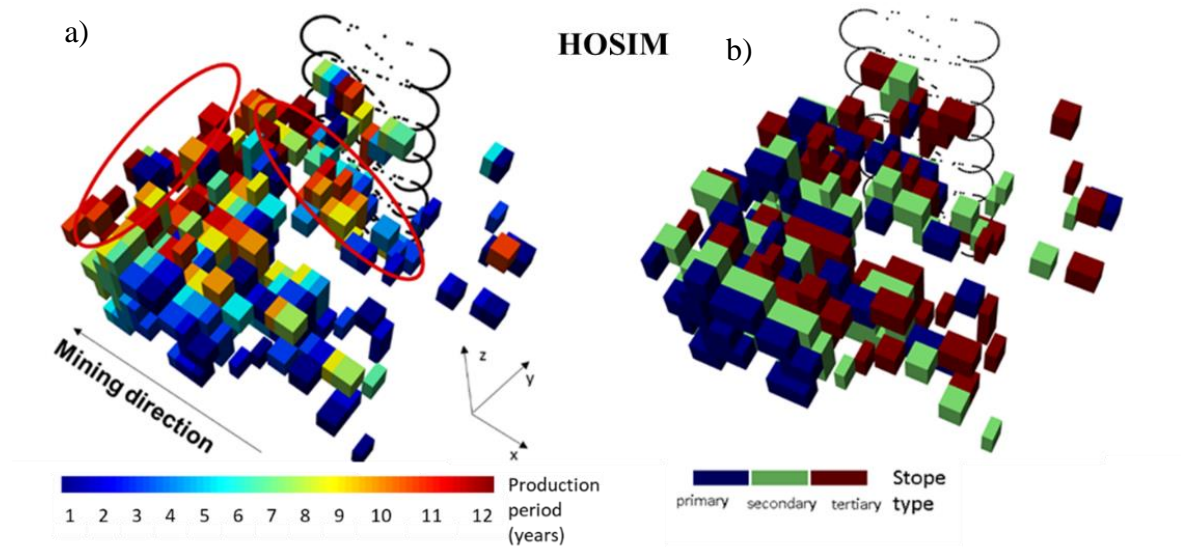 a)
HOSIM
b)
Mining direction
z
y
x
1 2 3 4 5 6 7 8 9 10 11 12
Production
period
(years)
primary secondary tertiary
Stope
type